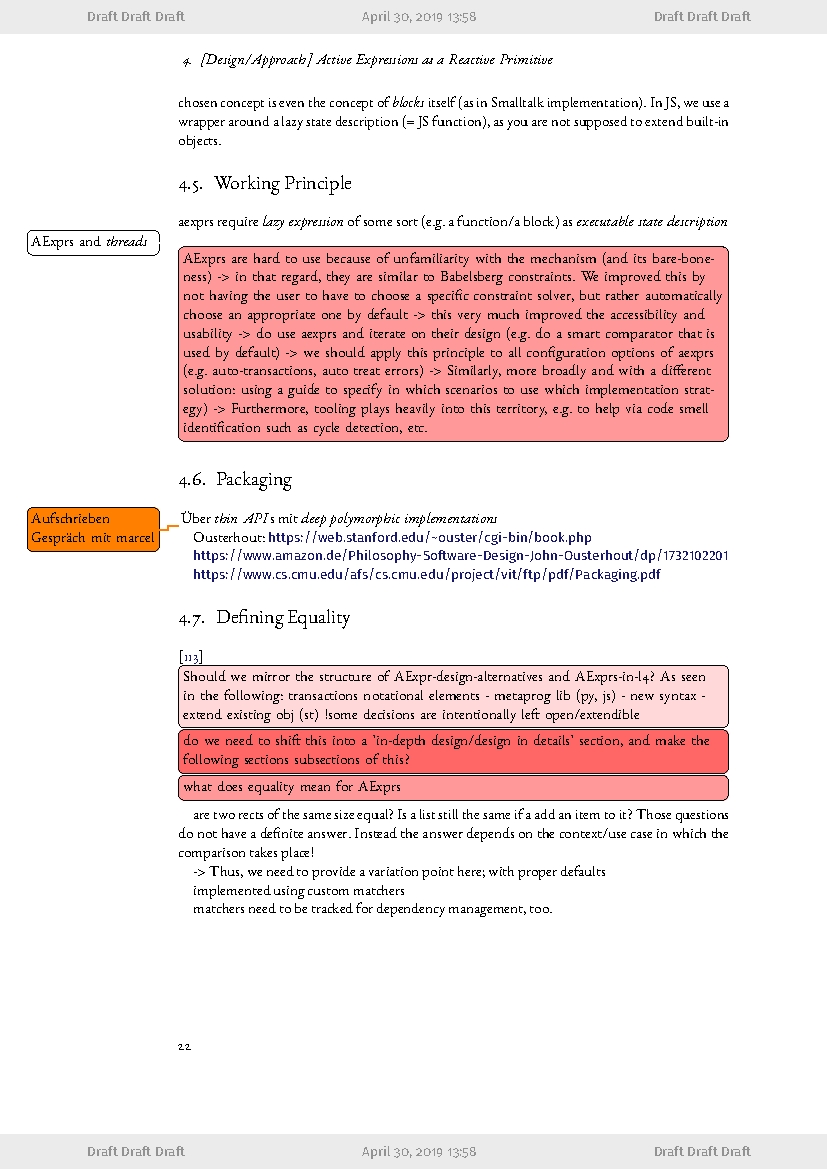 Draft Draft Draft April 30, 2019 13:58 Draft Draft Draft
4. [Design/Approach] Active Expressions as a Reactive Primitive
chosen concept is even the concept of blocks itself (as in Smalltalk implementation). In JS, we use a
wrapper around a lazy state description (= JS function), as you are not supposed to extend built-in
objects.
4.5. Working Principle
aexprs require lazy expression of some sort (e.g. a function/a block) as executable state description
AExprs and threads
AExprs are hard to use because of unfamiliarity with the mechanism (and its bare-bone-
ness) -> in that regard, they are similar to Babelsberg constraints. We improved this by
not having the user to have to choose a specific constraint solver, but rather automatically
choose an appropriate one by default -> this very much improved the accessibility and
usability -> do use aexprs and iterate on their design (e.g. do a smart comparator that is
used by default) -> we should apply this principle to all configuration options of aexprs
(e.g. auto-transactions, auto treat errors) -> Similarly, more broadly and with a different
solution: using a guide to specify in which scenarios to use which implementation strat-
egy) -> Furthermore, tooling plays heavily into this territory, e.g. to help via code smell
identification such as cycle detection, etc.
4.6. Packaging
Aufschrieben
Gespräch mit marcel
Über thin APIs mit deep polymorphic implementations
Ousterhout: https://web.stanford.edu/~ouster/cgi-bin/book.php
https://www.amazon.de/Philosophy-Software-Design-John-Ousterhout/dp/1732102201
https://www.cs.cmu.edu/afs/cs.cmu.edu/project/vit/ftp/pdf/Packaging.pdf
4.7. Defining Equality
[113]
Should we mirror the structure of AExpr-design-alternatives and AExprs-in-l4? As seen
in the following: transactions notational elements - metaprog lib (py, js) - new syntax -
extend existing obj (st) !some decisions are intentionally left open/extendible
do we need to shift this into a 'in-depth design/design in details' section, and make the
following sections subsections of this?
what does equality mean for AExprs
are two rects of the same size equal? Is a list still the same if a add an item to it? Those questions
do not have a definite answer. Instead the answer depends on the context/use case in which the
comparison takes place!
-> Thus, we need to provide a variation point here; with proper defaults
implemented using custom matchers
matchers need to be tracked for dependency management, too.
22
Draft Draft Draft April 30, 2019 13:58 Draft Draft Draft